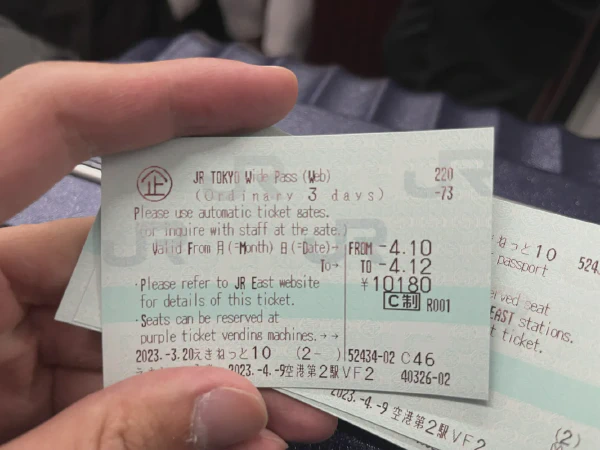 企
JR TOKYO Wide Pass (Web) 220
(Ordinary 3 days) -73
Please use automatic ticket gates.
(or inquire with staff at the gate.)
Valid From 月(=Month) 日(=Date)→ FROM -4.10
To→ TO -4.12
¥10180
・Please refer to JR East website C制 R001
for details of this ticket.
・Seats can be reserved at
purple ticket vending machines.→→
2023.-3.20えきねっと10 (2- ) 52434-02 C46
2023.-4.-9空港第2駅VF2 40326-02
きねっと10 5243
passport
rved seat
EAST stations.
t ticket.
2023.-4.-9空港第2駅VF2 (2)